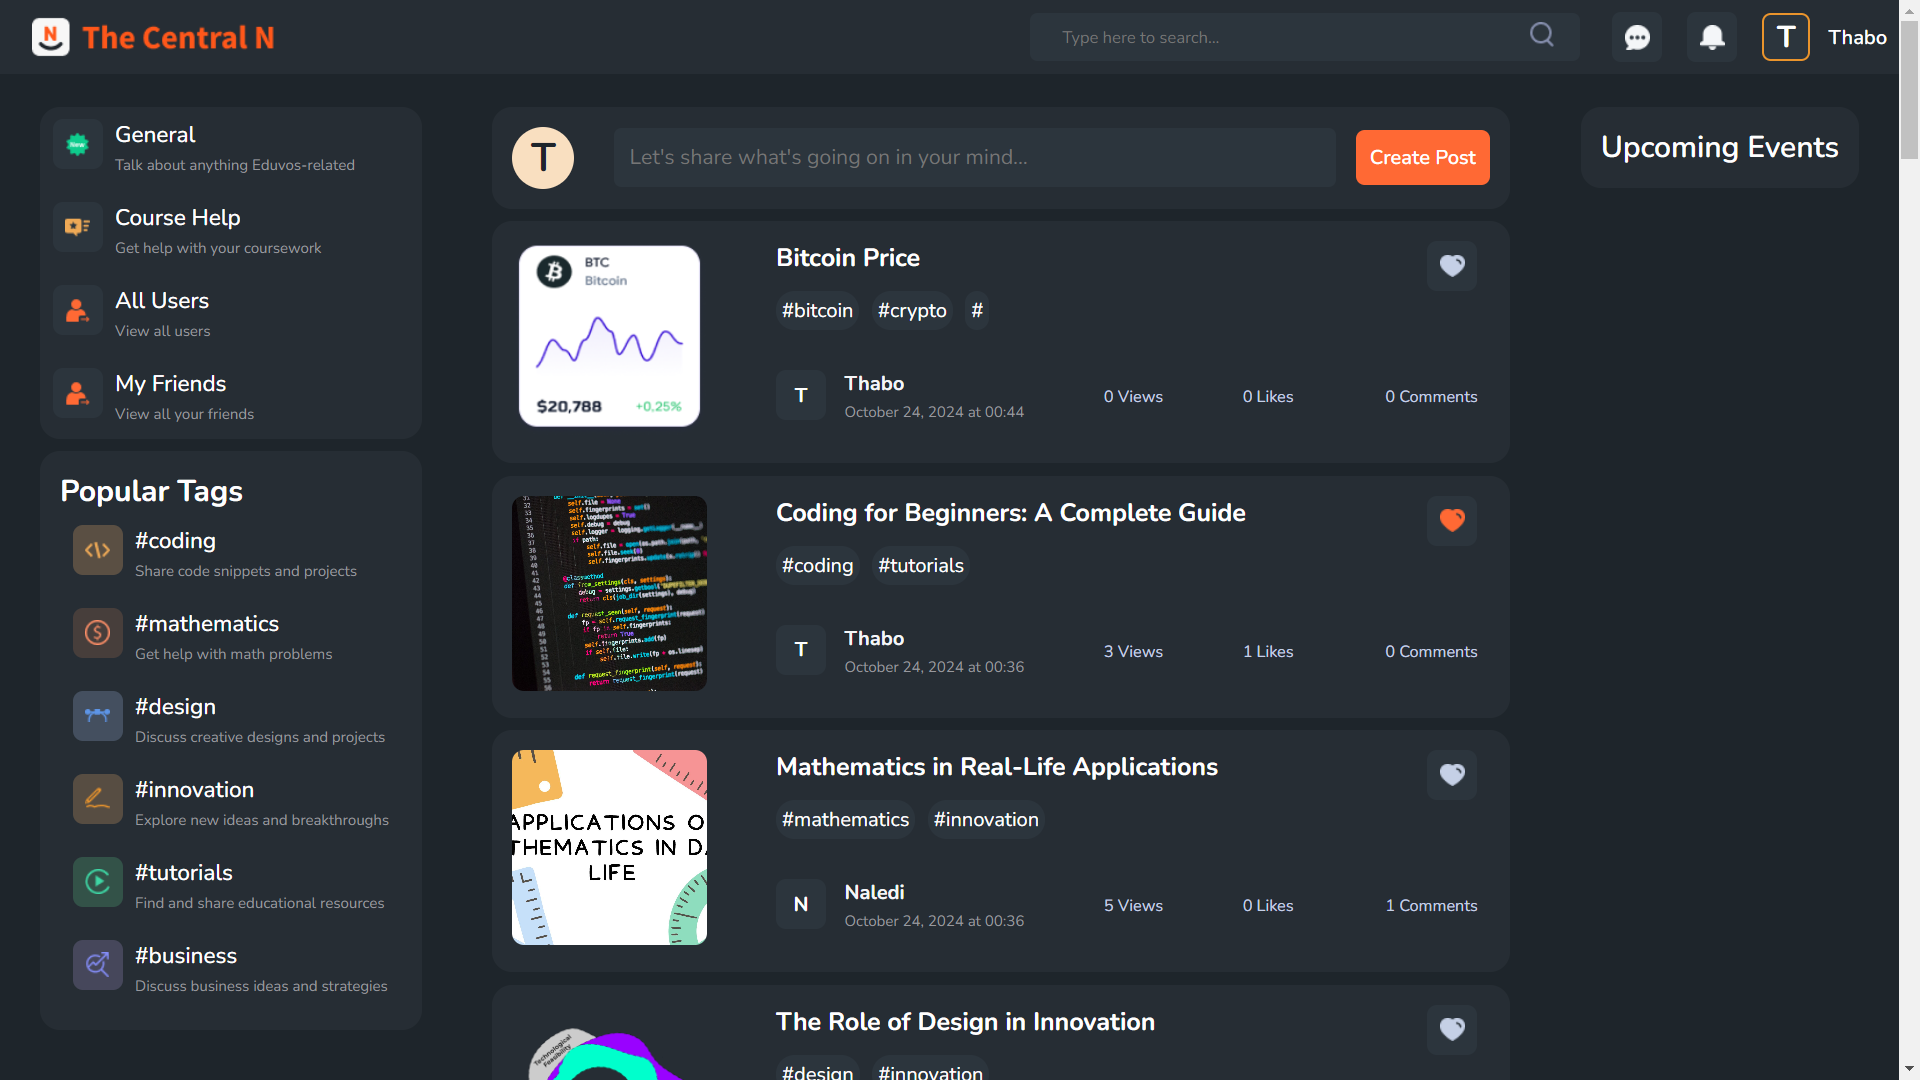 N The Central N
Type here to search...
T Thabo
New General
Talk about anything Eduvos-related
Course Help
Get help with your coursework
All Users
View all users
My Friends
View all your friends
Popular Tags
#coding
Share code snippets and projects
#mathematics
Get help with math problems
#design
Discuss creative designs and projects
#innovation
Explore new ideas and breakthroughs
#tutorials
Find and share educational resources
#business
Discuss business ideas and strategies
T Let's share what's going on in your mind... Create Post
BTC
Bitcoin
$20,788 +0,25%
Bitcoin Price
#bitcoin #crypto #
T Thabo
October 24, 2024 at 00:44
0 Views 0 Likes 0 Comments
Coding for Beginners: A Complete Guide
#coding #tutorials
T Thabo
October 24, 2024 at 00:36
3 Views 1 Likes 0 Comments
APPLICATIONS O
THEMATICS IN DA
LIFE
Mathematics in Real-Life Applications
#mathematics #innovation
N Naledi
October 24, 2024 at 00:36
5 Views 0 Likes 1 Comments
Technological
Feasibility
The Role of Design in Innovation
#design #innovation
Upcoming Events